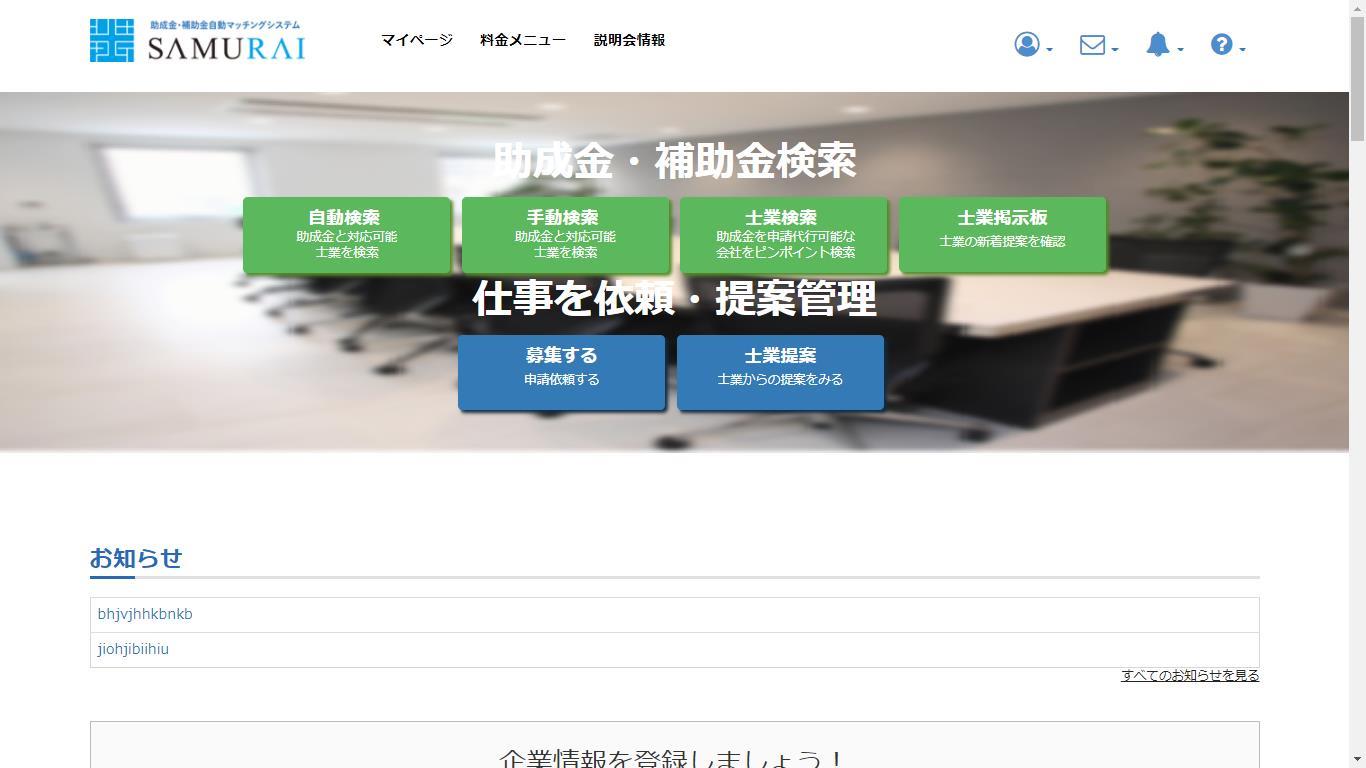 助成金・補助金自動マッチングシステム
SAMURAI
マイページ
料金メニュー
説明会情報
助成金・補助金検索
自動検索
助成金と対応可能
士業を検索
手動検索
助成金と対応可能
士業を検索
士業検索
助成金を申請代行可能な
会社をピンポイント検索
士業掲示板
士業の新着提案を確認
仕事を依頼・提案管理
募集する
申請依頼する
士業提案
士業からの提案をみる
お知らせ
bhjvjhhkbnkb
jiohjibiihiu
すべてのお知らせを見る
企業情報を登録しましょう！